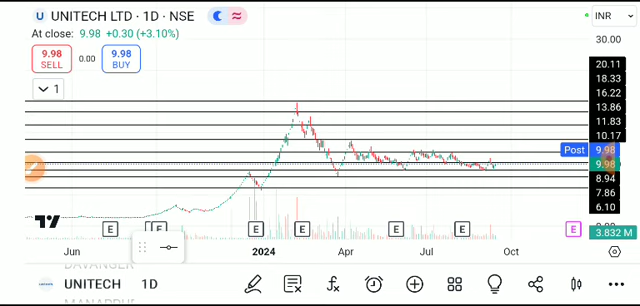 U UNITECH LTD · 1D · NSE
INR
At close: 9.98 +0.30 (+3.10%)
9.98 SELL 0.00 9.98 BUY
1
30.00
20.11
18.33
16.22
13.86
11.83
10.17
Post 9.98
9.98
8.94
7.86
6.10
3.832 M
E E E E E E E
Jun 2024 Apr Jul Oct
UNITECH 1D